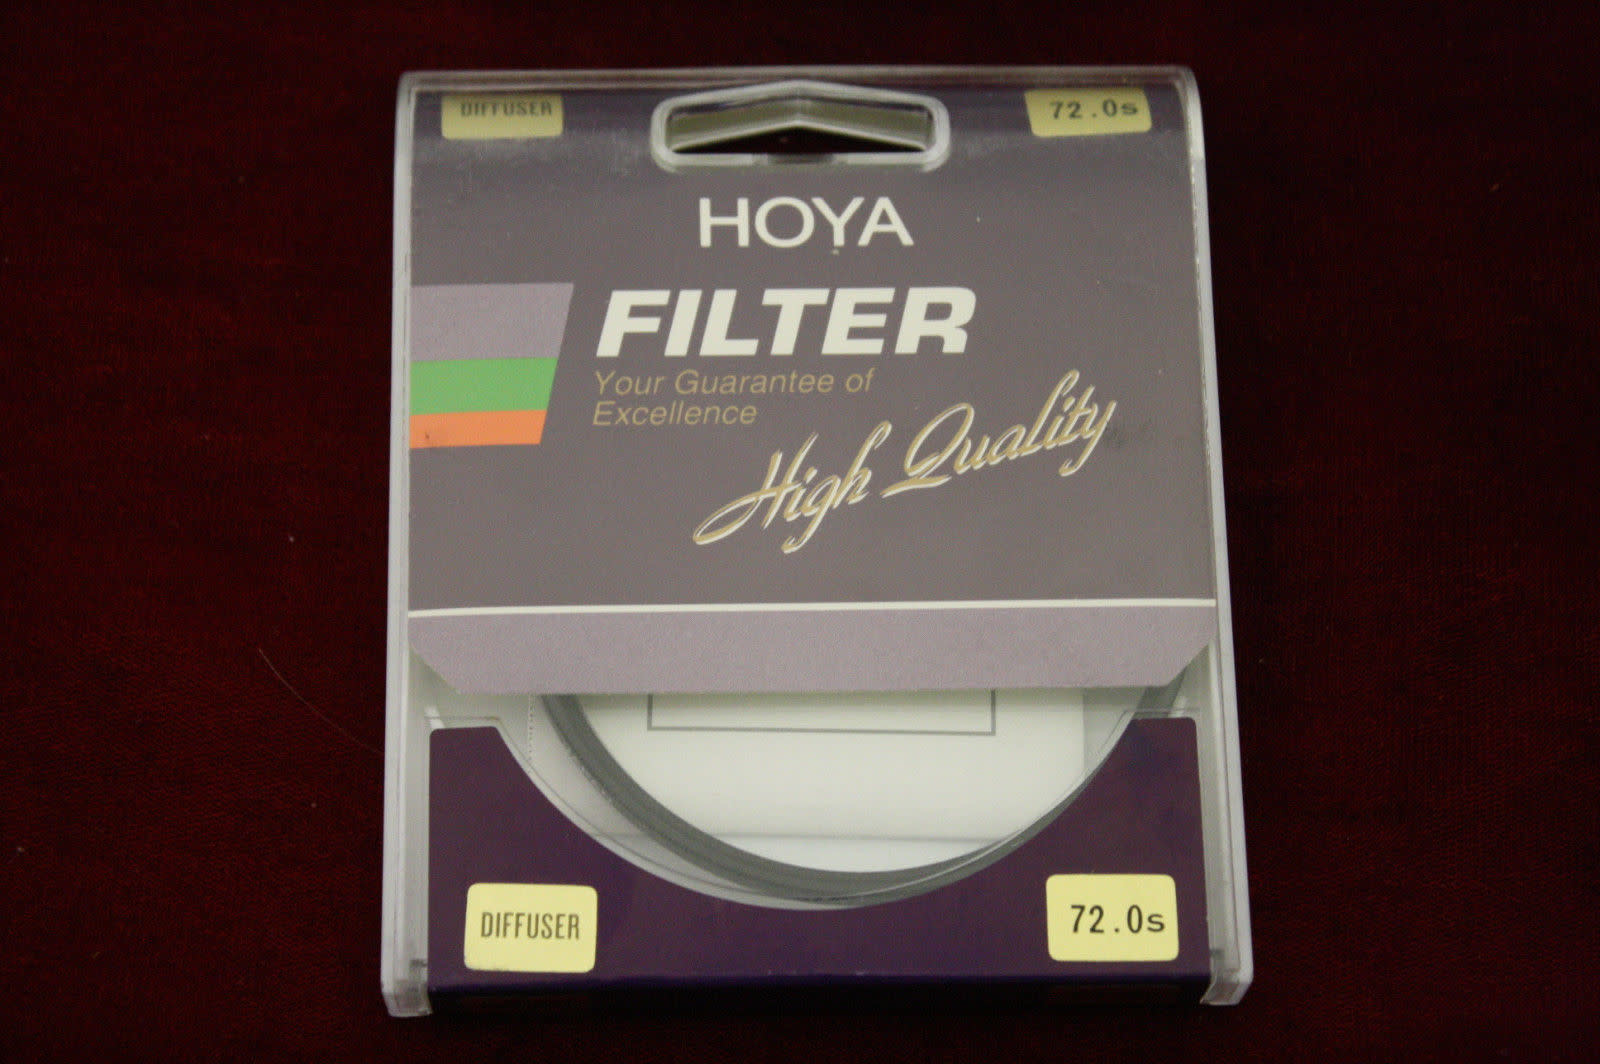 DIFFUSER
72.0s
HOYA
FILTER
Your Guarantee of
Excellence
High Quality
DIFFUSER
72.0s